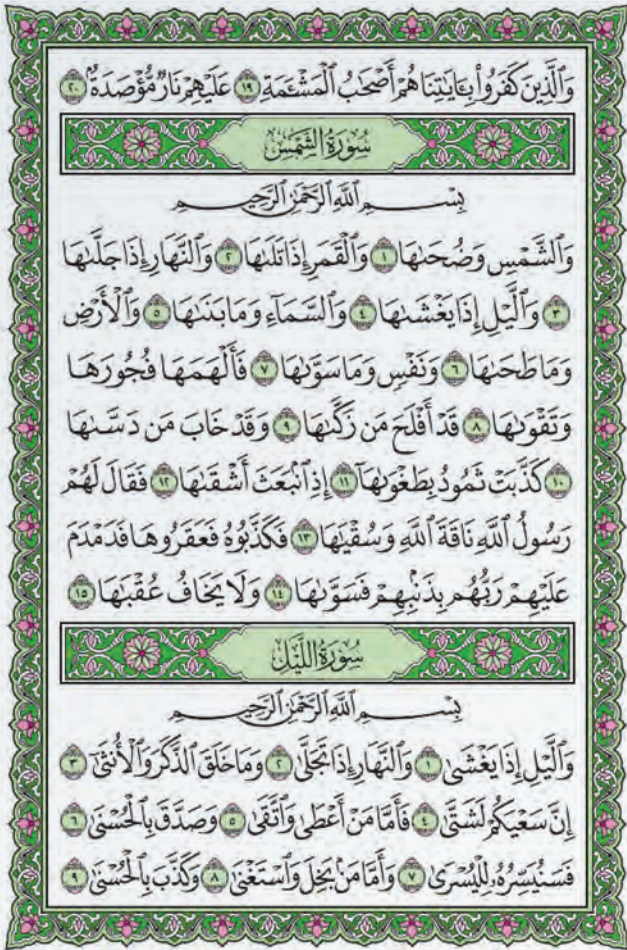 وَٱلَّذِينَ كَفَرُوا۟ بِـَٔايَـٰتِنَا هُمْ أَصْحَـٰبُ ٱلْمَشْـَٔمَةِ ١٩ عَلَيْهِمْ نَارٌ مُّؤْصَدَةٌۢ ٢٠
سُورَةُ الشَّمْسِ
بِسْمِ ٱللَّهِ ٱلرَّحْمَـٰنِ ٱلرَّحِيمِ
وَٱلشَّمْسِ وَضُحَىٰهَا ١ وَٱلْقَمَرِ إِذَا تَلَىٰهَا ٢ وَٱلنَّهَارِ إِذَا جَلَّىٰهَا
٣ وَٱلَّيْلِ إِذَا يَغْشَىٰهَا ٤ وَٱلسَّمَآءِ وَمَا بَنَىٰهَا ٥ وَٱلْأَرْضِ
وَمَا طَحَىٰهَا ٦ وَنَفْسٍ وَمَا سَوَّىٰهَا ٧ فَأَلْهَمَهَا فُجُورَهَا
وَتَقْوَىٰهَا ٨ قَدْ أَفْلَحَ مَن زَكَّىٰهَا ٩ وَقَدْ خَابَ مَن دَسَّىٰهَا
١٠ كَذَّبَتْ ثَمُودُ بِطَغْوَىٰهَآ ١١ إِذِ ٱنۢبَعَثَ أَشْقَىٰهَا ١٢ فَقَالَ لَهُمْ
رَسُولُ ٱللَّهِ نَاقَةَ ٱللَّهِ وَسُقْيَـٰهَا ١٣ فَكَذَّبُوهُ فَعَقَرُوهَا فَدَمْدَمَ
عَلَيْهِمْ رَبُّهُم بِذَنۢبِهِمْ فَسَوَّىٰهَا ١٤ وَلَا يَخَافُ عُقْبَـٰهَا ١٥
سُورَةُ اللَّيْلِ
بِسْمِ ٱللَّهِ ٱلرَّحْمَـٰنِ ٱلرَّحِيمِ
وَٱلَّيْلِ إِذَا يَغْشَىٰ ١ وَٱلنَّهَارِ إِذَا تَجَلَّىٰ ٢ وَمَا خَلَقَ ٱلذَّكَرَ وَٱلْأُنثَىٰٓ ٣
إِنَّ سَعْيَكُمْ لَشَتَّىٰ ٤ فَأَمَّا مَنْ أَعْطَىٰ وَٱتَّقَىٰ ٥ وَصَدَّقَ بِٱلْحُسْنَىٰ ٦
فَسَنُيَسِّرُهُۥ لِلْيُسْرَىٰ ٧ وَأَمَّا مَنۢ بَخِلَ وَٱسْتَغْنَىٰ ٨ وَكَذَّبَ بِٱلْحُسْنَىٰ ٩